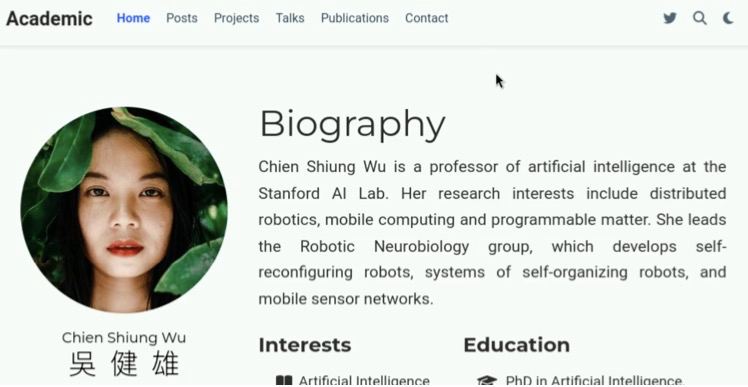 Academic Home Posts Projects Talks Publications Contact
Biography
Chien Shiung Wu is a professor of artificial intelligence at the
Stanford AI Lab. Her research interests include distributed
robotics, mobile computing and programmable matter. She leads
the Robotic Neurobiology group, which develops self-
reconfiguring robots, systems of self-organizing robots, and
mobile sensor networks.
Chien Shiung Wu
吳健雄
Interests
Artificial Intelligence
Education
PhD in Artificial Intelligence,